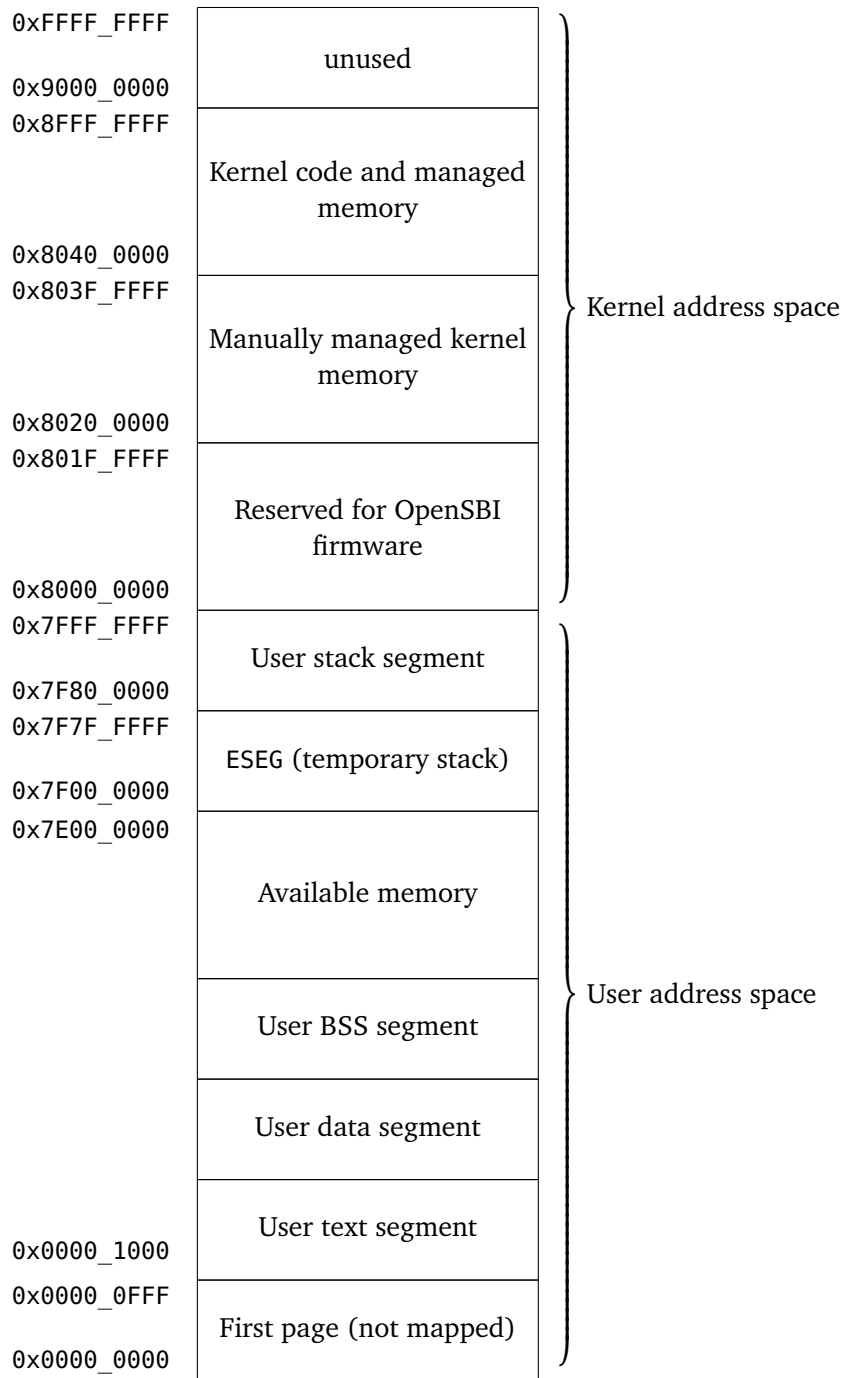 0xFFFF_FFFF
unused
0x9000_0000
0x8FFF_FFFF
Kernel code and managed
memory
0x8040_0000
0x803F_FFFF
Kernel address space
Manually managed kernel
memory
0x8020_0000
0x801F_FFFF
Reserved for OpenSBI
firmware
0x8000_0000
0x7FFF_FFFF
User stack segment
0x7F80_0000
0x7F7F_FFFF
ESEG (temporary stack)
0x7F00_0000
0x7E00_0000
Available memory
User address space
User BSS segment
User data segment
User text segment
0x0000_1000
0x0000_0FFF
First page (not mapped)
0x0000_0000